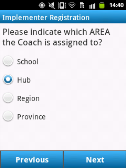 14:40
Implementer Registration
Please indicate which AREA
the Coach is assigned to?
School
Hub
Region
Province
Previous
Next